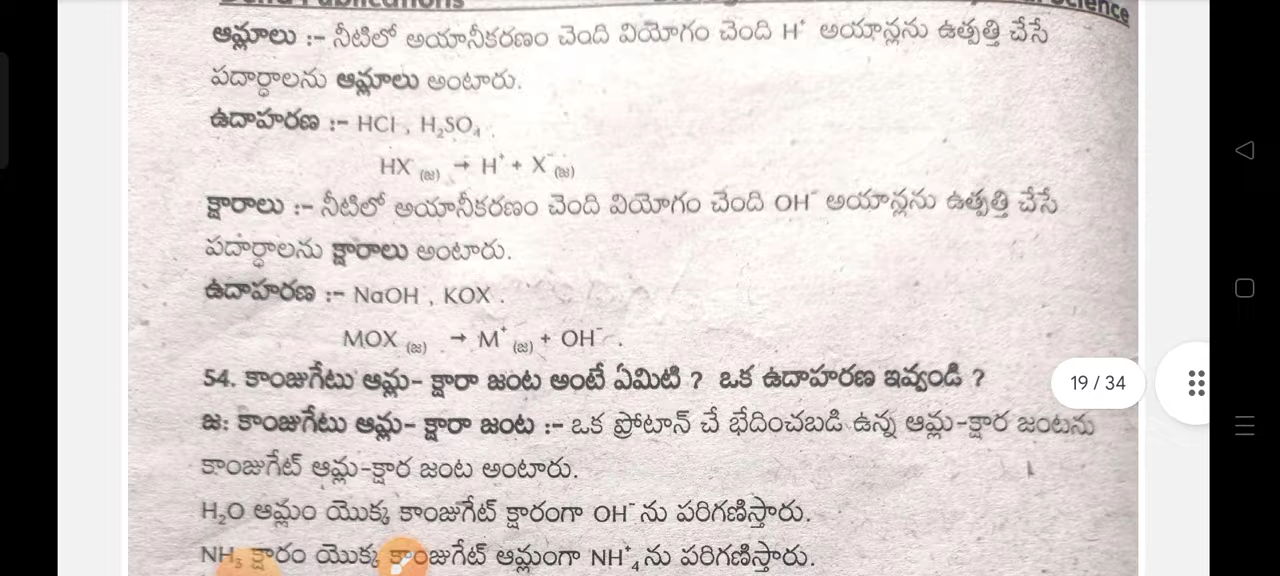 ఆమ్లాలు :- నీటిలో అయానీకరణం చెంది వియోగం చెంది H⁺ అయాన్లను ఉత్పత్తి చేసే
పదార్ధాలను ఆమ్లాలు అంటారు.
ఉదాహరణ :- HCl , H₂SO₄ .
HX (జ) → H⁺ + X⁻ (జ)
క్షారాలు :- నీటిలో అయానీకరణం చెంది వియోగం చెంది OH⁻ అయాన్లను ఉత్పత్తి చేసే
పదార్ధాలను క్షారాలు అంటారు.
ఉదాహరణ :- NaOH , KOX .
MOX (జ) → M⁺ (జ) + OH⁻ .
54. కాంజుగేటు ఆమ్ల- క్షారా జంట అంటే ఏమిటి ? ఒక ఉదాహరణ ఇవ్వండి ?
19 / 34
జ: కాంజుగేటు ఆమ్ల- క్షారా జంట :- ఒక ప్రోటాన్ చే భేదించబడి ఉన్న ఆమ్ల-క్షార జంటను
కాంజుగేట్ ఆమ్ల-క్షార జంట అంటారు.
H₂O ఆమ్లం యొక్క కాంజుగేట్ క్షారంగా OH⁻ ను పరిగణిస్తారు.
NH₃ క్షారం యొక్క కాంజుగేట్ ఆమ్లంగా NH⁺₄ ను పరిగణిస్తారు.